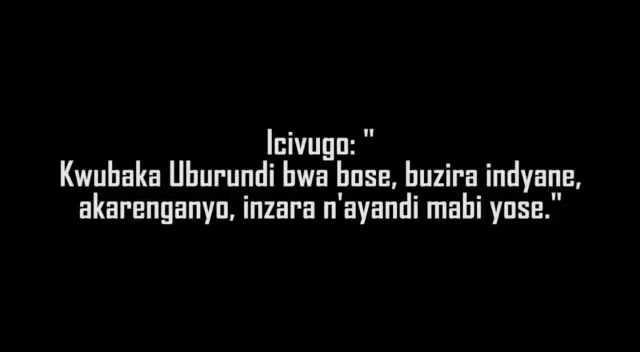 Icivugo: "
Kwubaka Uburundi bwa bose, buzira indyane,
akarenganyo, inzara n'ayandi mabi yose."